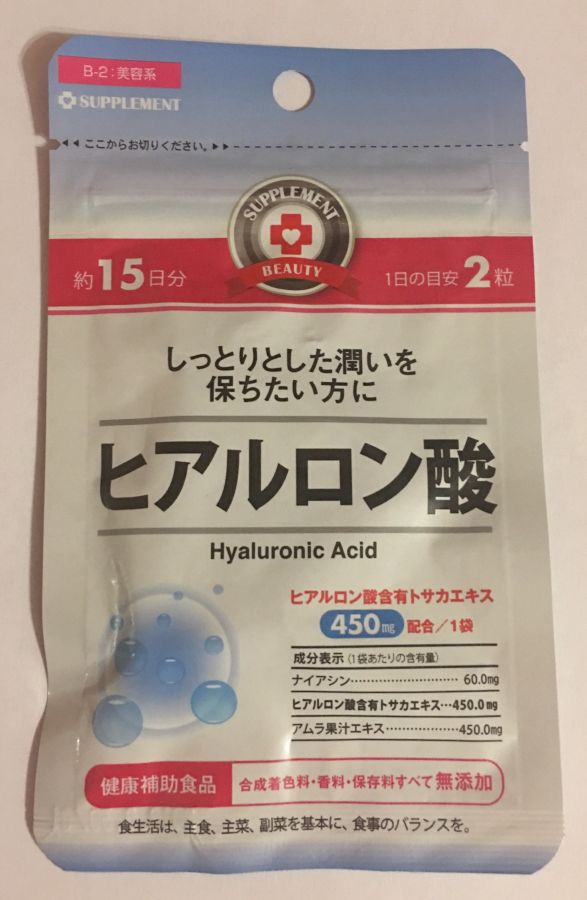 B-2：美容系
SUPPLEMENT
◀◀ ここからお切りください。▶▶
SUPPLEMENT
BEAUTY
約15日分
1日の目安 2粒
しっとりとした潤いを
保ちたい方に
ヒアルロン酸
Hyaluronic Acid
ヒアルロン酸含有トサカエキス
450mg 配合／1袋
成分表示（1袋あたりの含有量）
ナイアシン…………………… 60.0mg
ヒアルロン酸含有トサカエキス…450.0mg
アムラ果汁エキス……………450.0mg
健康補助食品 合成着色料・香料・保存料すべて無添加
食生活は、主食、主菜、副菜を基本に、食事のバランスを。